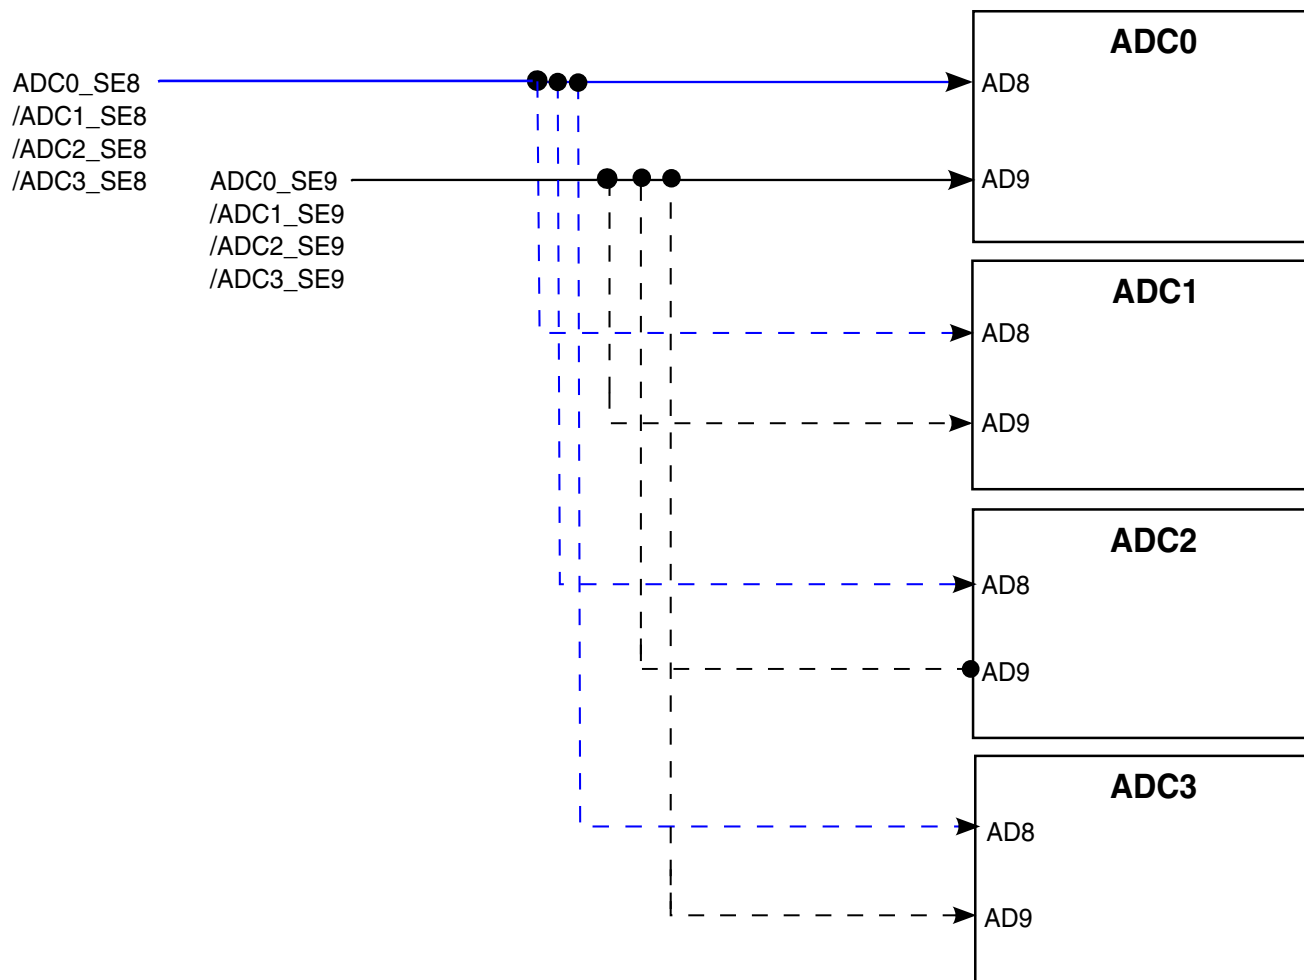 ADC0
ADC0_SE8
/ADC1_SE8
/ADC2_SE8
/ADC3_SE8
AD8
ADC0_SE9
/ADC1_SE9
/ADC2_SE9
/ADC3_SE9
AD9
ADC1
AD8
AD9
ADC2
AD8
AD9
ADC3
AD8
AD9